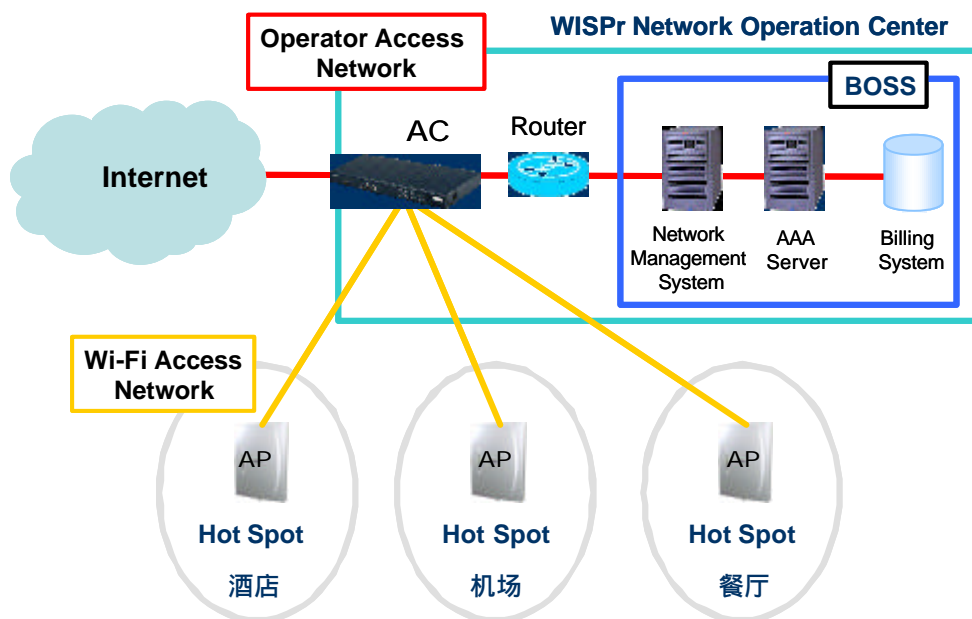 WISPr Network Operation Center
Operator Access
Network
BOSS
AC
Router
Internet
Network
Management
System
AAA
Server
Billing
System
Wi-Fi Access
Network
AP
AP
AP
Hot Spot
Hot Spot
Hot Spot
酒店
机场
餐厅